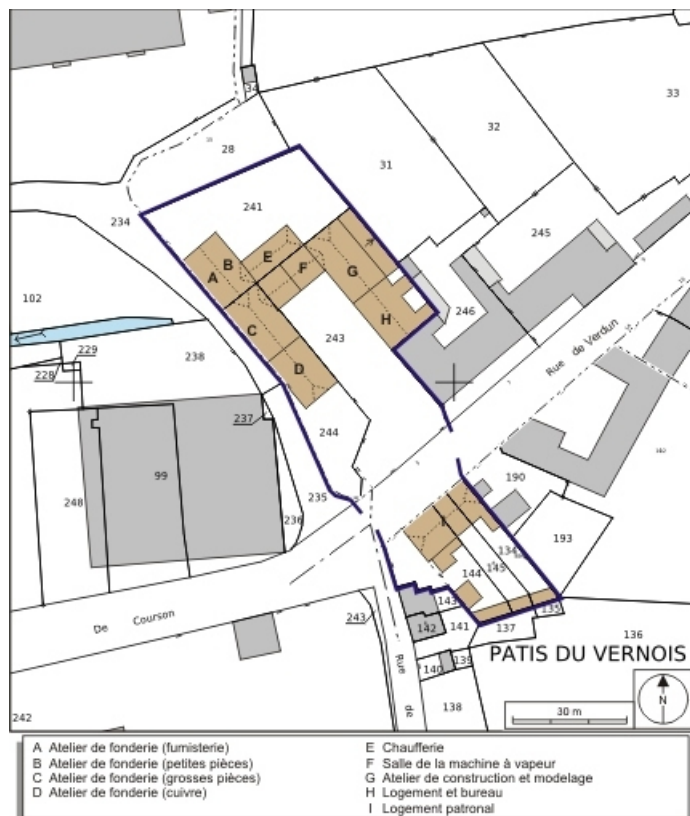 34
33
32
31
28
241
245
234
B
E
A
F
G
246
102
H
C
243
Rue de Verdun
238
229
228
D
237
244
190
99
248
235
236
I
193
134
145
144
135
143
De Courson
243
142
141
137
136
PATIS DU VERNOIS
139
140
138
Rue de
30 m
N
242
A Atelier de fonderie (fumisterie)
B Atelier de fonderie (petites pièces)
C Atelier de fonderie (grosses pièces)
D Atelier de fonderie (cuivre)
E Chaufferie
F Salle de la machine à vapeur
G Atelier de construction et modelage
H Logement et bureau
I Logement patronal